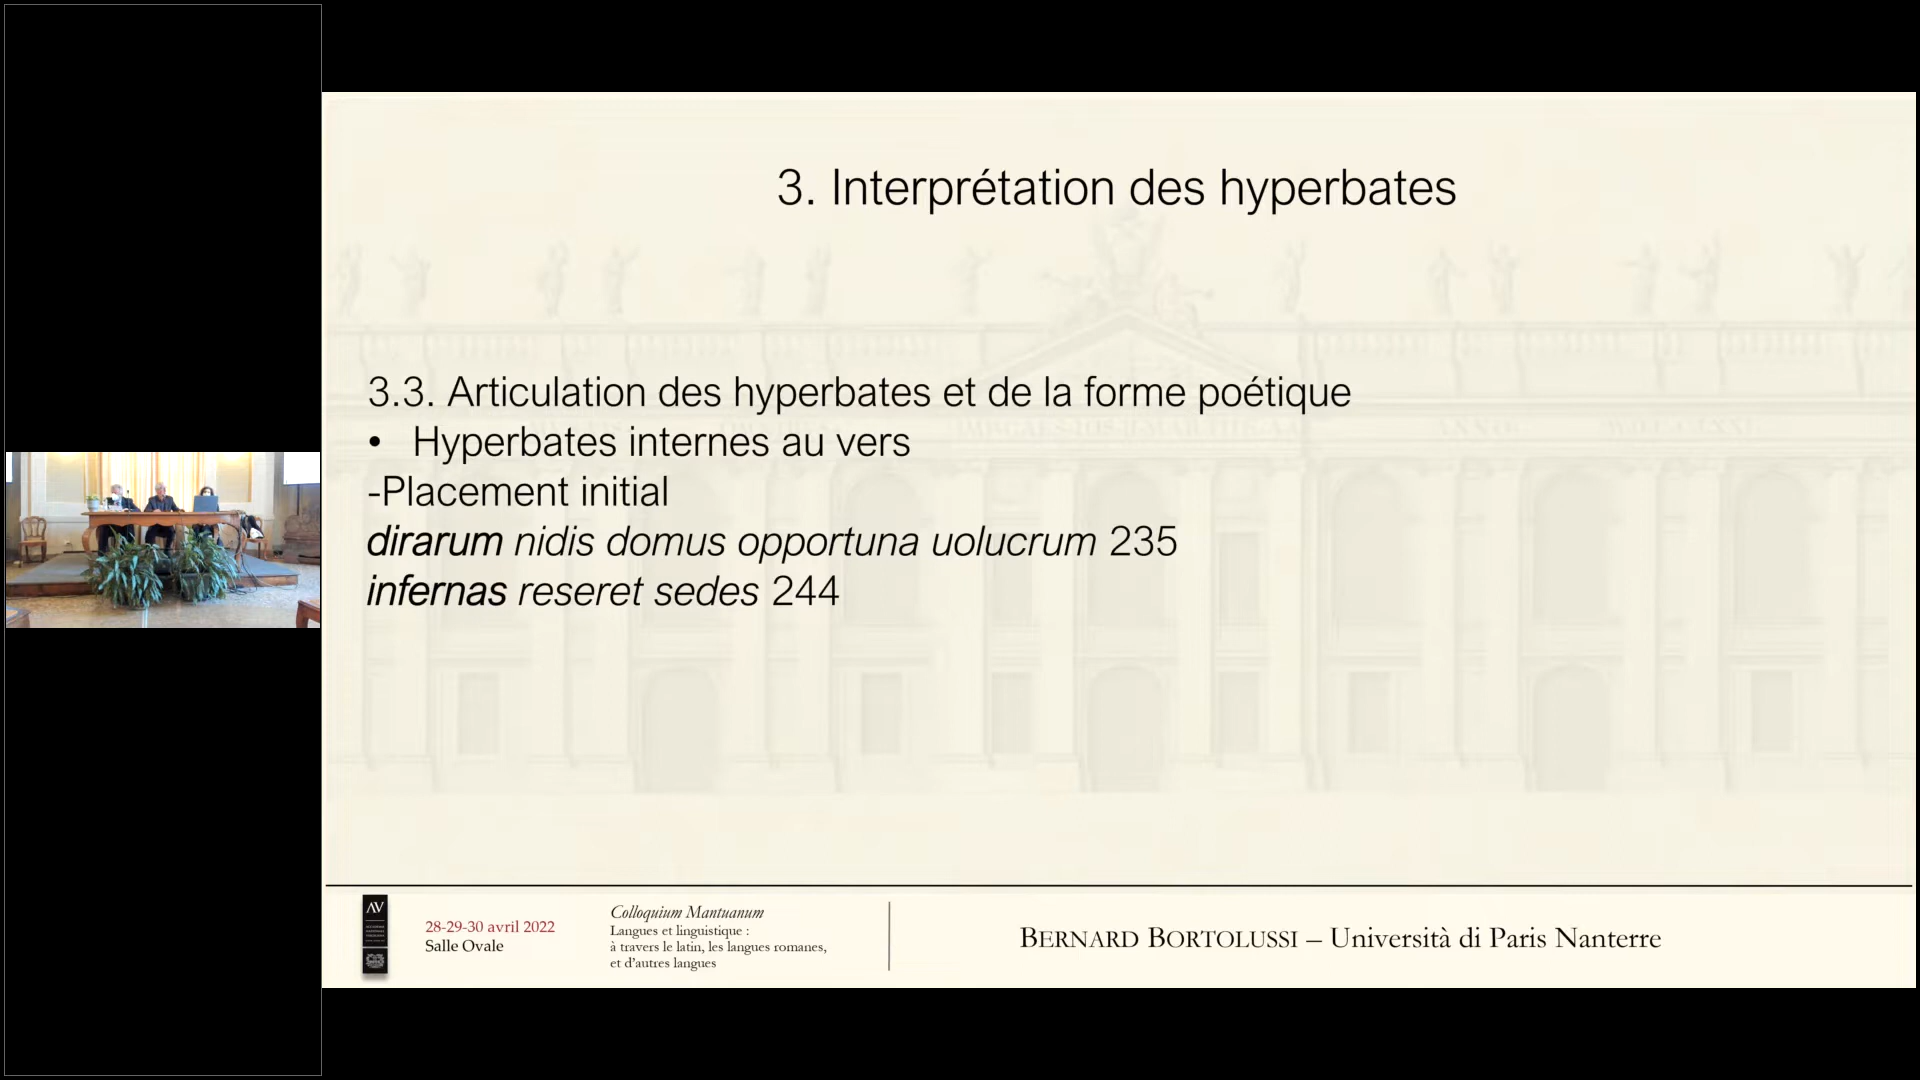 3. Interprétation des hyperbates
3.3. Articulation des hyperbates et de la forme poétique
• Hyperbates internes au vers
-Placement initial
dirarum nidis domus opportuna uolucrum 235
infernas reseret sedes 244
AV
28-29-30 avril 2022
Salle Ovale
Colloquium Mantuanum
Langues et linguistique :
à travers le latin, les langues romanes,
et d'autres langues
BERNARD BORTOLUSSI – Università di Paris Nanterre